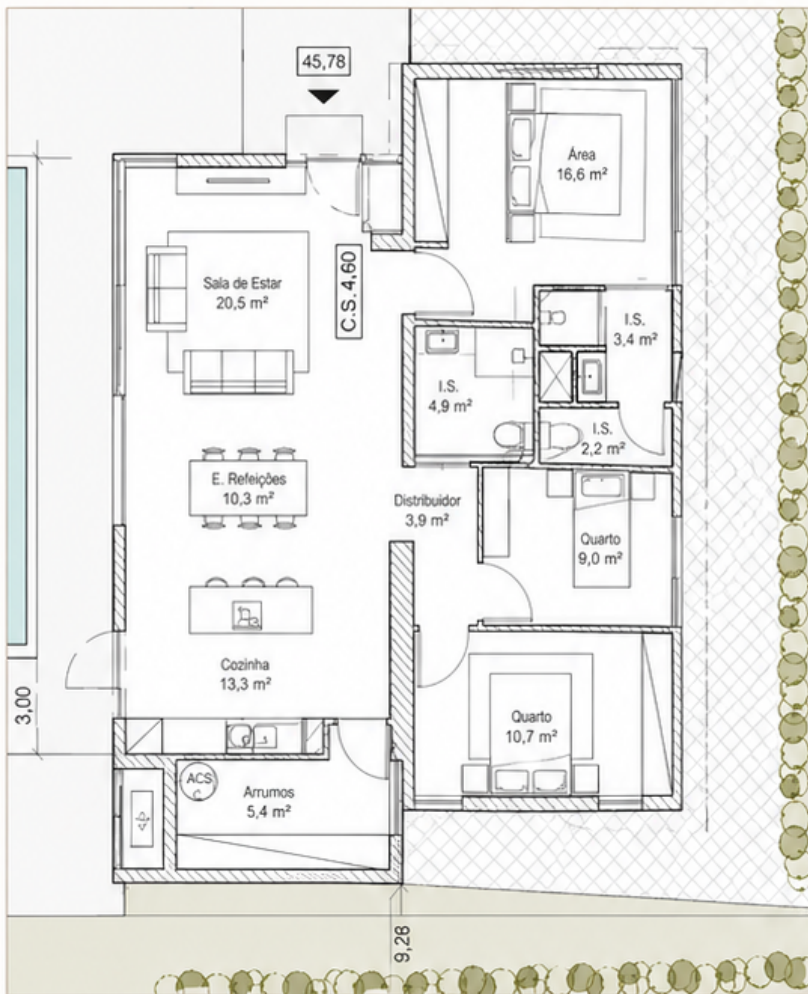 45,78
Área
16,6 m²
Sala de Estar
20,5 m²
C.S. 4,60
I.S.
3,4 m²
I.S.
4,9 m²
I.S.
2,2 m²
E. Refeições
10,3 m²
Distribuidor
3,9 m²
Quarto
9,0 m²
Cozinha
13,3 m²
3,00
Quarto
10,7 m²
ACS
Arrumos
5,4 m²
9,28